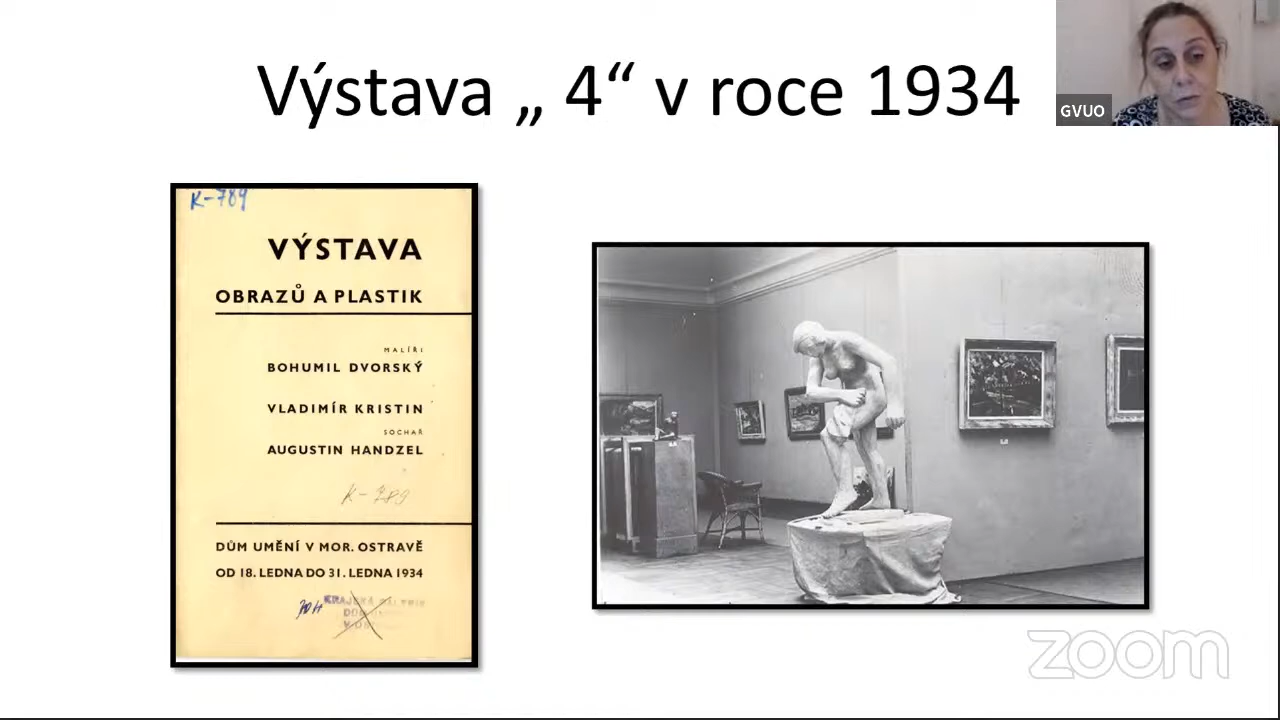 Výstava „ 4“ v roce 1934
GVUO
K-789
VÝSTAVA
OBRAZŮ A PLASTIK
MALÍŘI
BOHUMIL DVORSKÝ
VLADIMÍR KRISTIN
SOCHAŘ
AUGUSTIN HANDZEL
K-789
DŮM UMĚNÍ V MOR. OSTRAVĚ
OD 18. LEDNA DO 31. LEDNA 1934
KRAJSKÁ
zoom